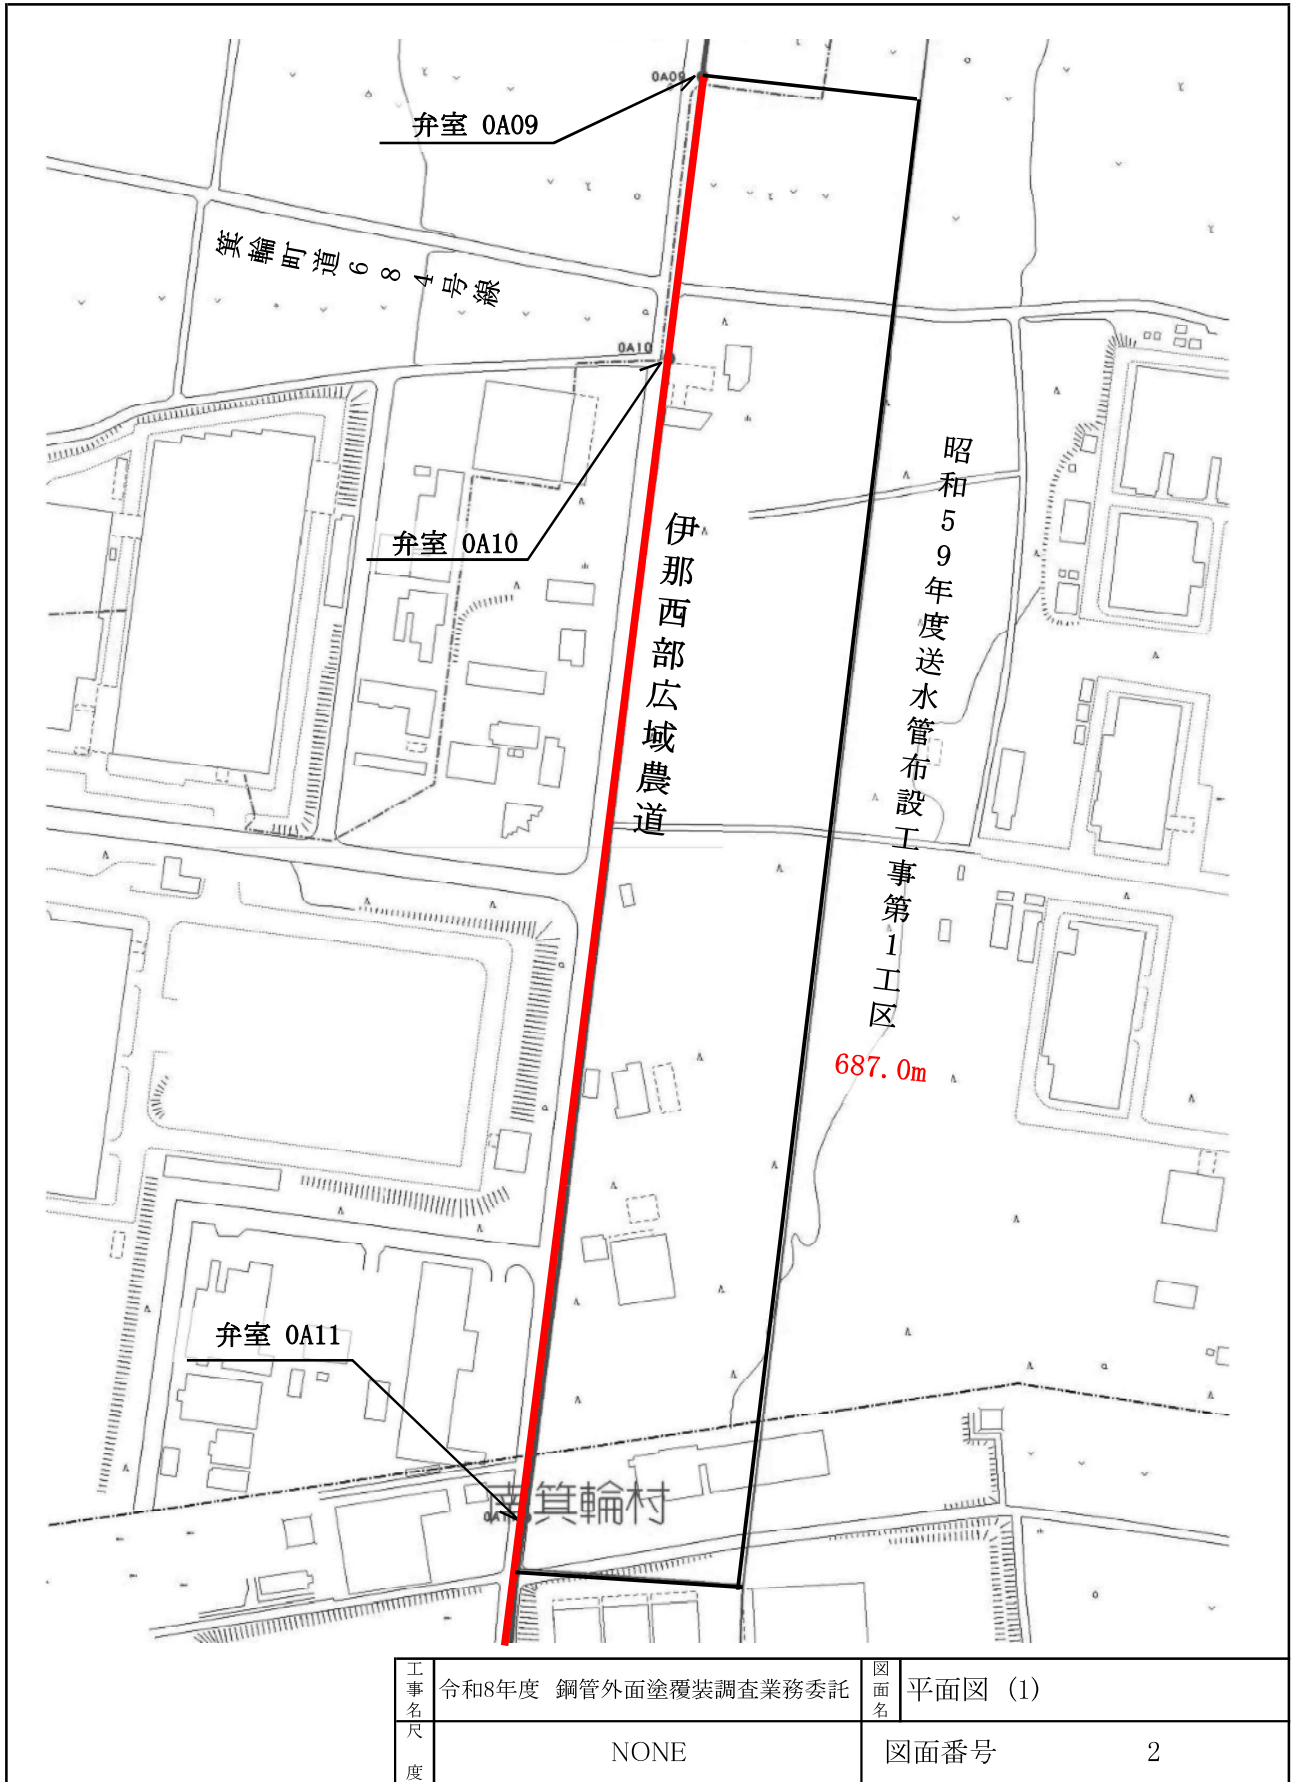 0A09
弁室 0A09
箕輪町道684号線
0A10
弁室 0A10
伊那西部広域農道
昭和59年度送水管布設工事第1工区
687.0m
弁室 0A11
南箕輪村
工事名
令和8年度 鋼管外面塗覆装調査業務委託
図面名
平面図 (1)
尺度
NONE
図面番号
2